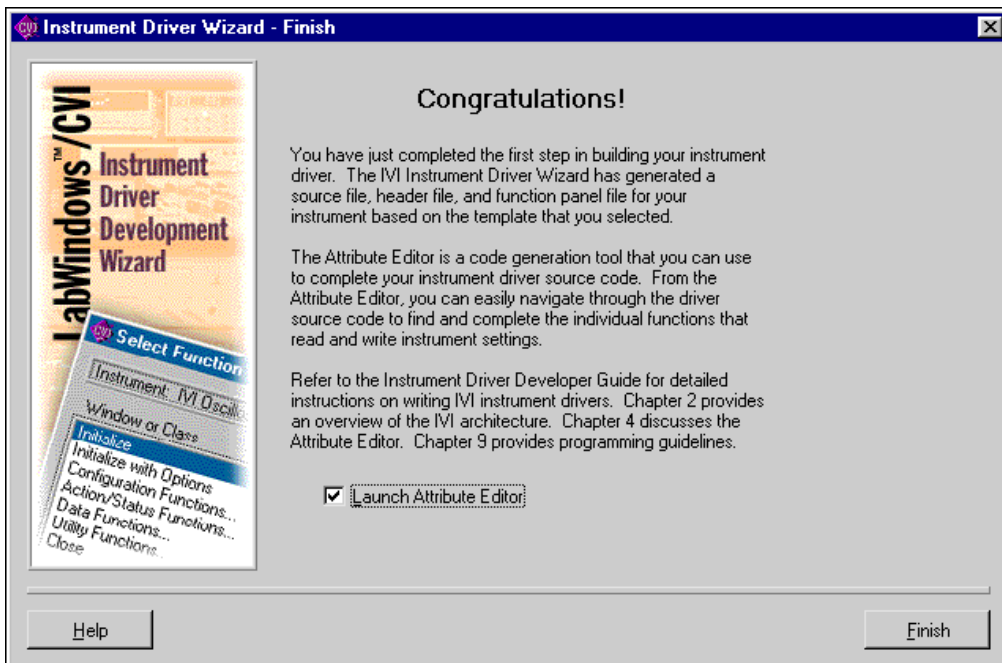 CVI Instrument Driver Wizard - Finish
LabWindows™/CVI
Instrument
Driver
Development
Wizard
CVI Select Function
Instrument: IVI Oscill
Window or Class
Initialize
Initialize with Options
Configuration Functions...
Action/Status Functions...
Data Functions...
Utility Functions...
Close
Congratulations!
You have just completed the first step in building your instrument
driver. The IVI Instrument Driver Wizard has generated a
source file, header file, and function panel file for your
instrument based on the template that you selected.
The Attribute Editor is a code generation tool that you can use
to complete your instrument driver source code. From the
Attribute Editor, you can easily navigate through the driver
source code to find and complete the individual functions that
read and write instrument settings.
Refer to the Instrument Driver Developer Guide for detailed
instructions on writing IVI instrument drivers. Chapter 2 provides
an overview of the IVI architecture. Chapter 4 discusses the
Attribute Editor. Chapter 9 provides programming guidelines.
Launch Attribute Editor
Help
Finish